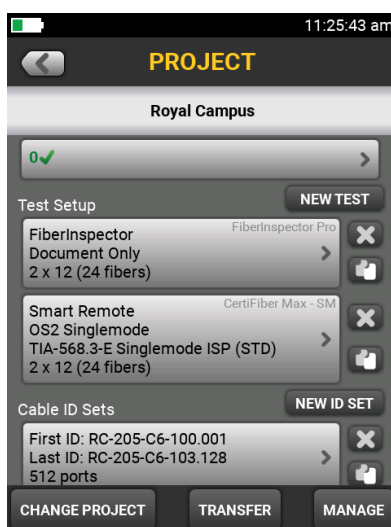 11:25:43 am
PROJECT
Royal Campus
0✓
Test Setup
NEW TEST
FiberInspector Pro
FiberInspector
Document Only
2 x 12 (24 fibers)
CertiFiber Max - SM
Smart Remote
OS2 Singlemode
TIA-568.3-E Singlemode ISP (STD)
2 x 12 (24 fibers)
Cable ID Sets
NEW ID SET
First ID: RC-205-C6-100.001
Last ID: RC-205-C6-103.128
512 ports
CHANGE PROJECT
TRANSFER
MANAGE